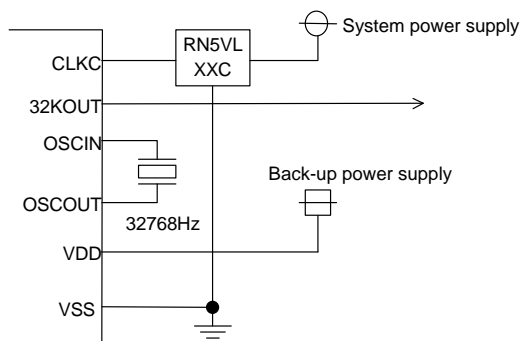 System power supply
RN5VL
XXC
CLKC
32KOUT
OSCIN
Back-up power supply
OSCOUT
32768Hz
VDD
VSS